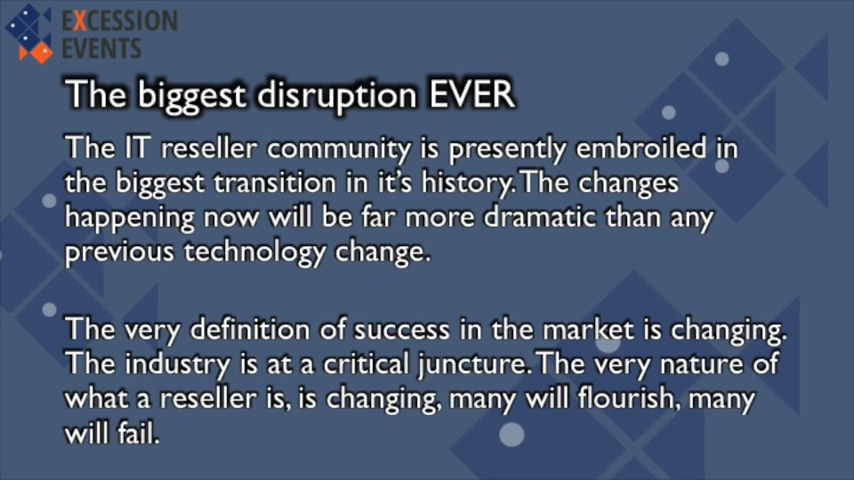 EXCESSION
EVENTS
The biggest disruption EVER
The IT reseller community is presently embroiled in
the biggest transition in it's history. The changes
happening now will be far more dramatic than any
previous technology change.
The very definition of success in the market is changing.
The industry is at a critical juncture. The very nature of
what a reseller is, is changing, many will flourish, many
will fail.